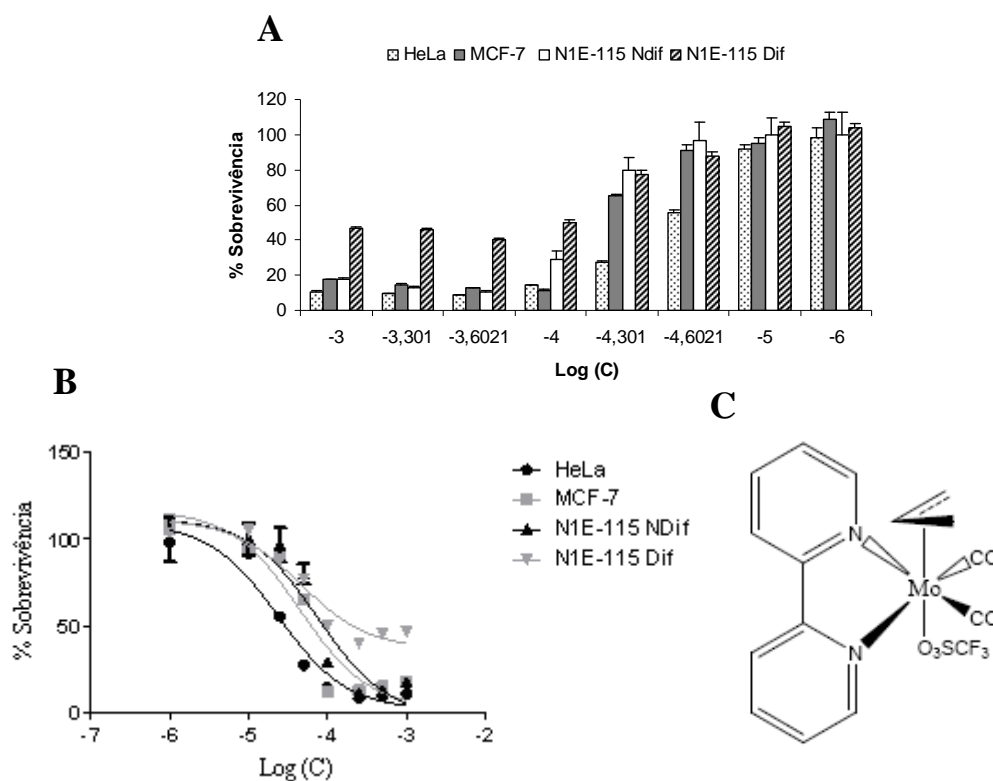 A
HeLa MCF-7 N1E-115 Ndif N1E-115 Dif
% Sobrevivência
120
100
80
60
40
20
0
-3 -3,301 -3,6021 -4 -4,301 -4,6021 -5 -6
Log (C)
B
% Sobrevivência
150
100
50
0
-7 -6 -5 -4 -3 -2
Log (C)
HeLa
MCF-7
N1E-115 NDif
N1E-115 Dif
C
N
CO
Mo
CO
N
O3SCF3